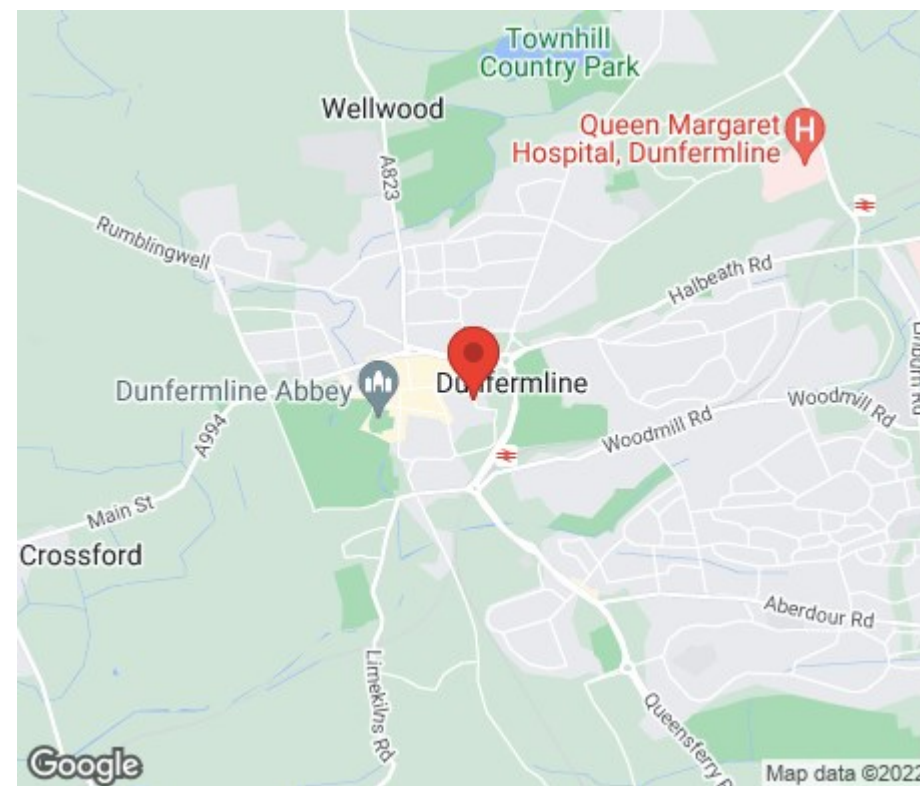 Townhill
Country Park
Wellwood
Queen Margaret
Hospital, Dunfermline
H
A823
Rumblingwell
Halbeath Rd
Dunfermline Abbey
Dunfermline
Woodmill Rd
Woodmill Rd
A994
Main St
Crossford
Aberdour Rd
Limekilns Rd
Queensferry
Google
Map data ©2022